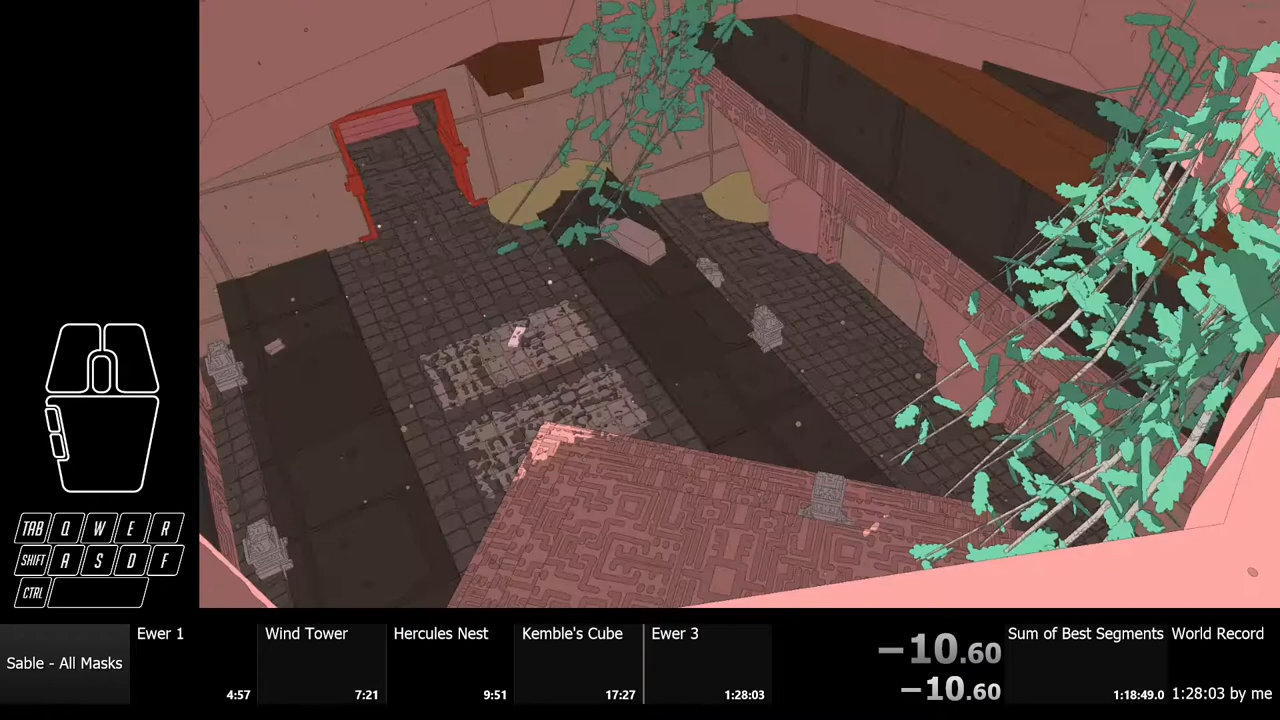 TAB Q W E R
SHIFT A S D F
CTRL
Sable - All Masks
Ewer 1
4:57
Wind Tower
7:21
Hercules Nest
9:51
Kemble's Cube
17:27
Ewer 3
1:28:03
−10.60
−10.60
Sum of Best Segments
1:18:49.0
World Record
1:28:03 by me